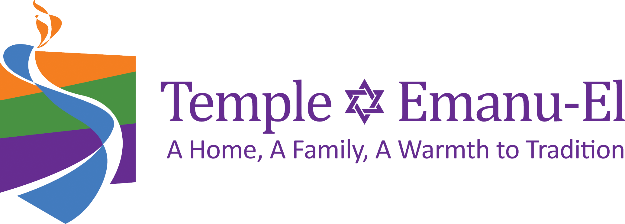 Temple ✡ Emanu-El
A Home, A Family, A Warmth to Tradition